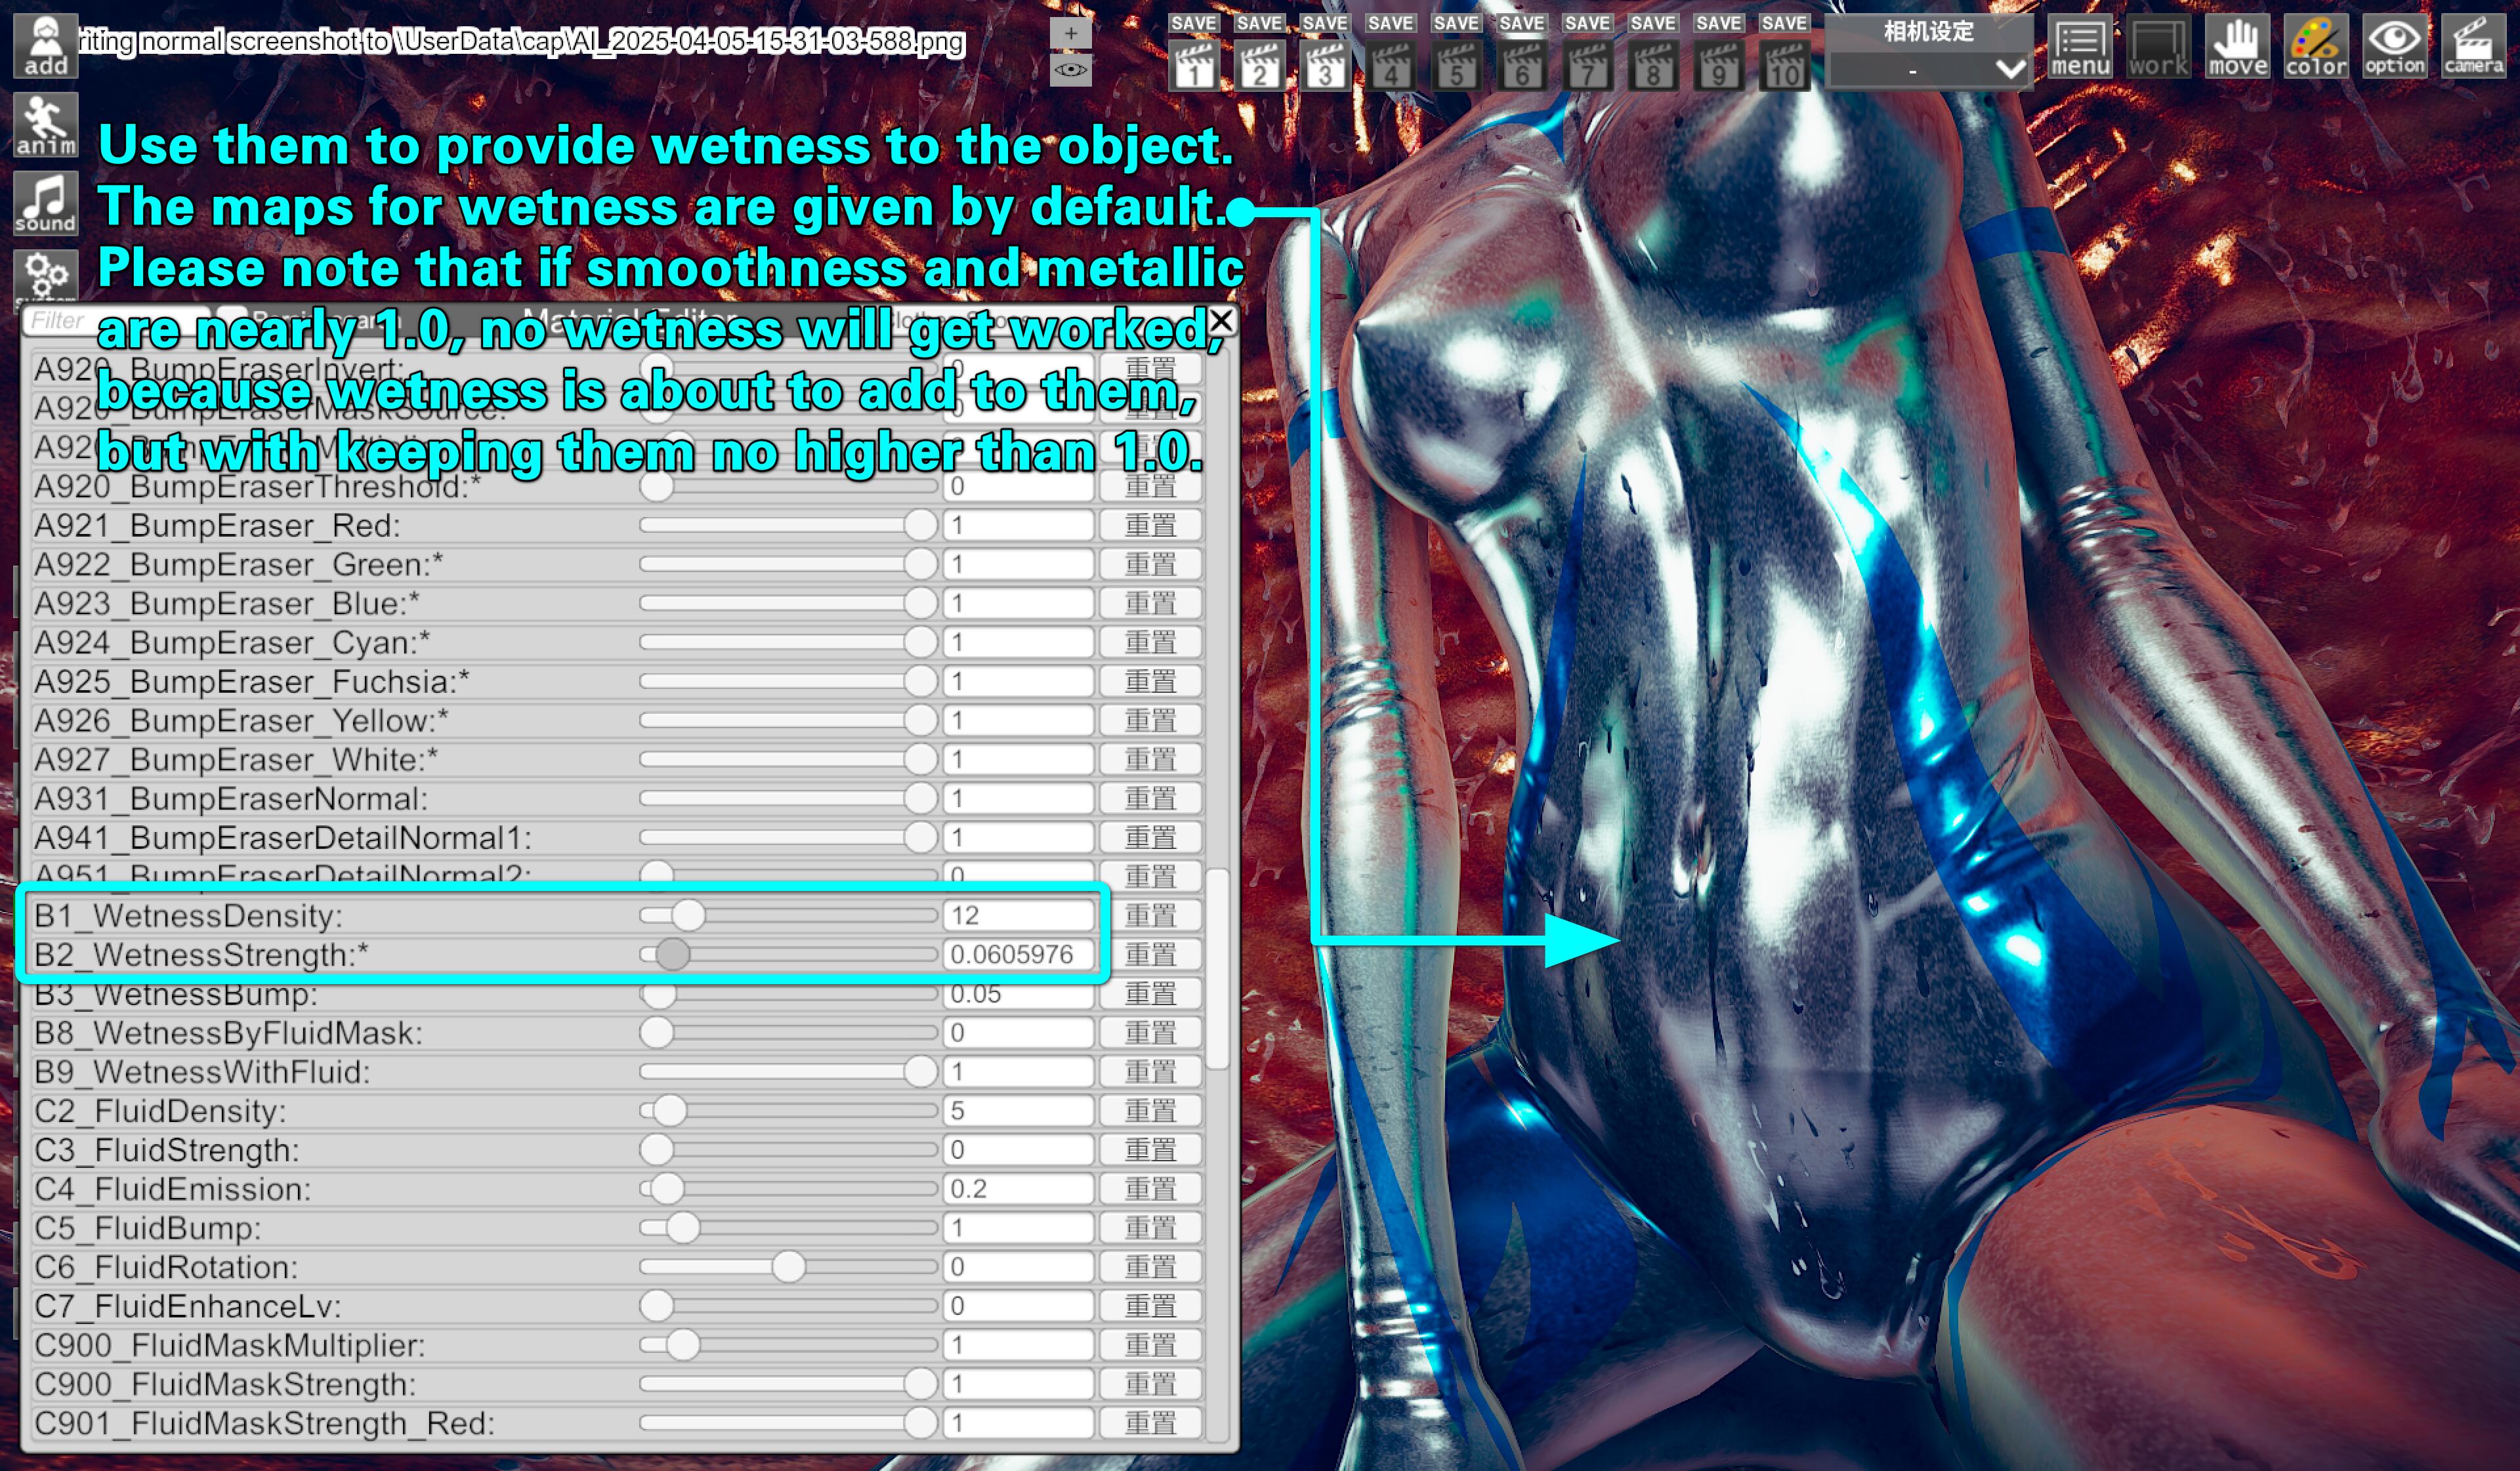 add
riting normal screenshot to \UserData\cap\AI_2025-04-05-15-31-03-588.png
+
SAVE SAVE SAVE SAVE SAVE SAVE SAVE SAVE SAVE SAVE
1 2 3 4 5 6 7 8 9 10
相机设定
-
menu work move color option camera
anim
sound
system
Use them to provide wetness to the object.
The maps for wetness are given by default.
Please note that if smoothness and metallic
are nearly 1.0, no wetness will get worked,
because wetness is about to add to them,
but with keeping them no higher than 1.0.
Filter
Material Editor
A920_BumpEraserInvert: 0 重置
A920_BumpEraserMaskSource: 0 重置
A920 重置
A920_BumpEraserThreshold:* 0 重置
A921_BumpEraser_Red: 1 重置
A922_BumpEraser_Green:* 1 重置
A923_BumpEraser_Blue:* 1 重置
A924_BumpEraser_Cyan:* 1 重置
A925_BumpEraser_Fuchsia:* 1 重置
A926_BumpEraser_Yellow:* 1 重置
A927_BumpEraser_White:* 1 重置
A931_BumpEraserNormal: 1 重置
A941_BumpEraserDetailNormal1: 1 重置
A951_BumpEraserDetailNormal2: 0 重置
B1_WetnessDensity: 12 重置
B2_WetnessStrength:* 0.0605976 重置
B3_WetnessBump: 0.05 重置
B8_WetnessByFluidMask: 0 重置
B9_WetnessWithFluid: 1 重置
C2_FluidDensity: 5 重置
C3_FluidStrength: 0 重置
C4_FluidEmission: 0.2 重置
C5_FluidBump: 1 重置
C6_FluidRotation: 0 重置
C7_FluidEnhanceLv: 0 重置
C900_FluidMaskMultiplier: 1 重置
C900_FluidMaskStrength: 1 重置
C901_FluidMaskStrength_Red: 1 重置